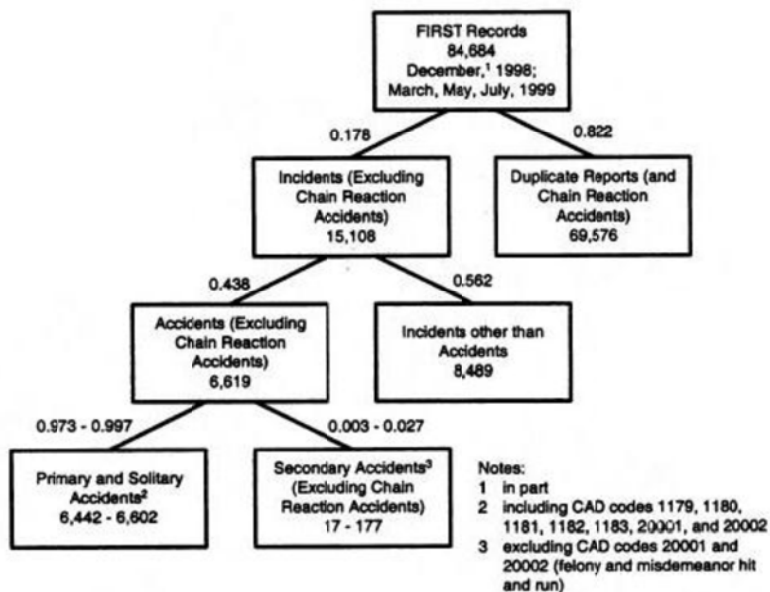 FIRST Records
84,684
December,¹ 1998;
March, May, July, 1999
0.178
0.822
Incidents (Excluding
Chain Reaction
Accidents)
15,108
Duplicate Reports (and
Chain Reaction
Accidents)
69,576
0.438
0.562
Accidents (Excluding
Chain Reaction
Accidents)
6,619
Incidents other than
Accidents
8,489
0.973 - 0.997
0.003 - 0.027
Primary and Solitary
Accidents²
6,442 - 6,602
Secondary Accidents³
(Excluding Chain
Reaction Accidents)
17 - 177
Notes:
1 in part
2 including CAD codes 1179, 1180,
1181, 1182, 1183, 20001, and 20002
3 excluding CAD codes 20001 and
20002 (felony and misdemeanor hit
and run)